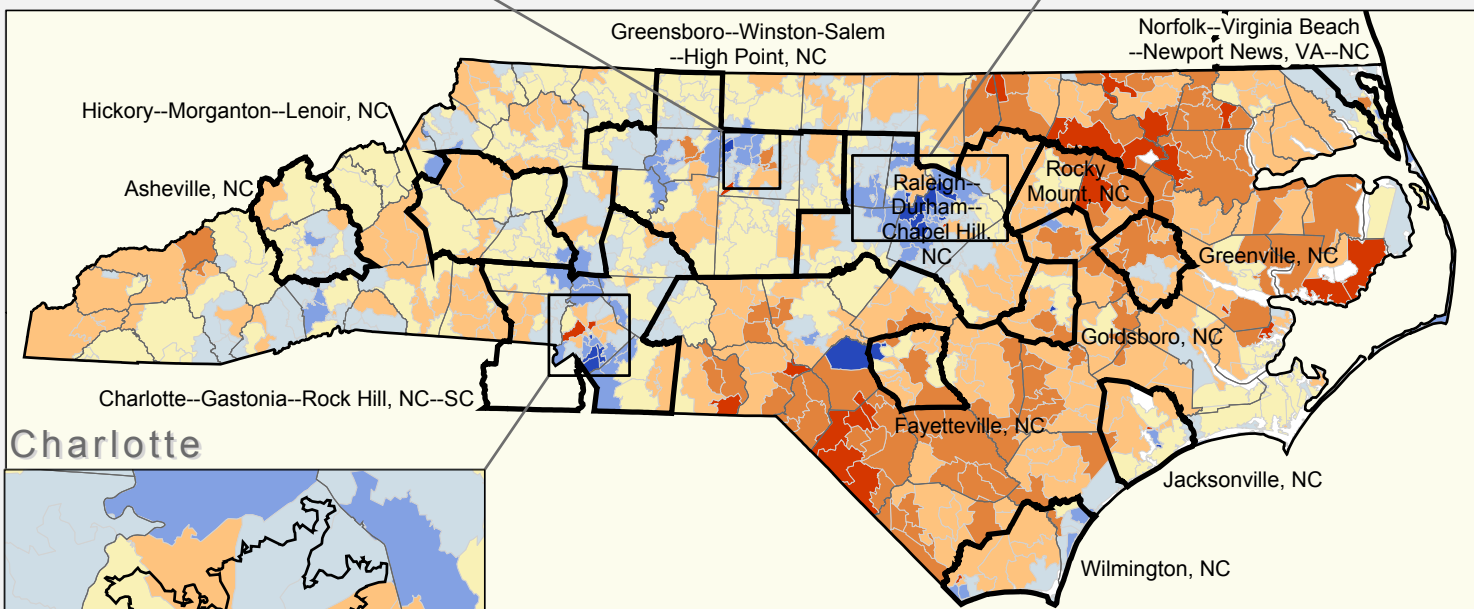 Greensboro--Winston-Salem
--High Point, NC
Norfolk--Virginia Beach
--Newport News, VA--NC
Hickory--Morganton--Lenoir, NC
Asheville, NC
Rocky
Mount, NC
Raleigh--
Durham--
Chapel Hill,
NC
Greenville, NC
Goldsboro, NC
Charlotte--Gastonia--Rock Hill, NC--SC
Fayetteville, NC
Charlotte
Jacksonville, NC
Wilmington, NC